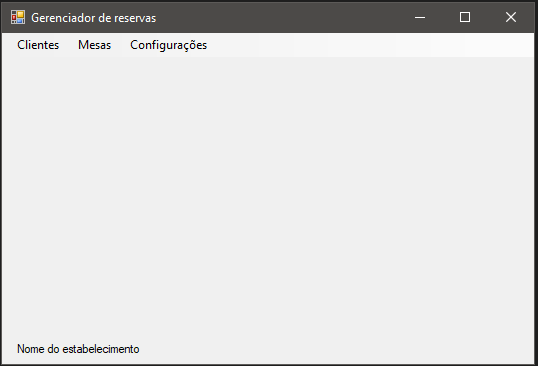 Gerenciador de reservas
Clientes Mesas Configurações
Nome do estabelecimento